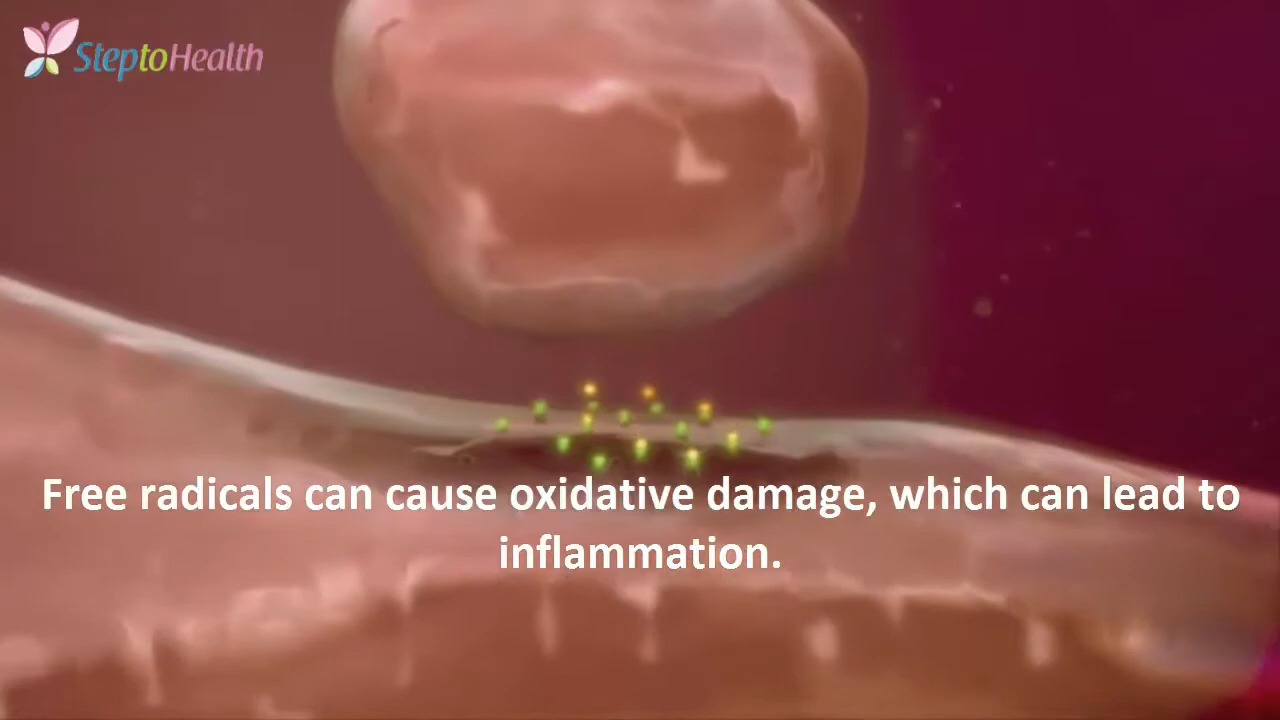 SteptoHealth
Free radicals can cause oxidative damage, which can lead to
inflammation.